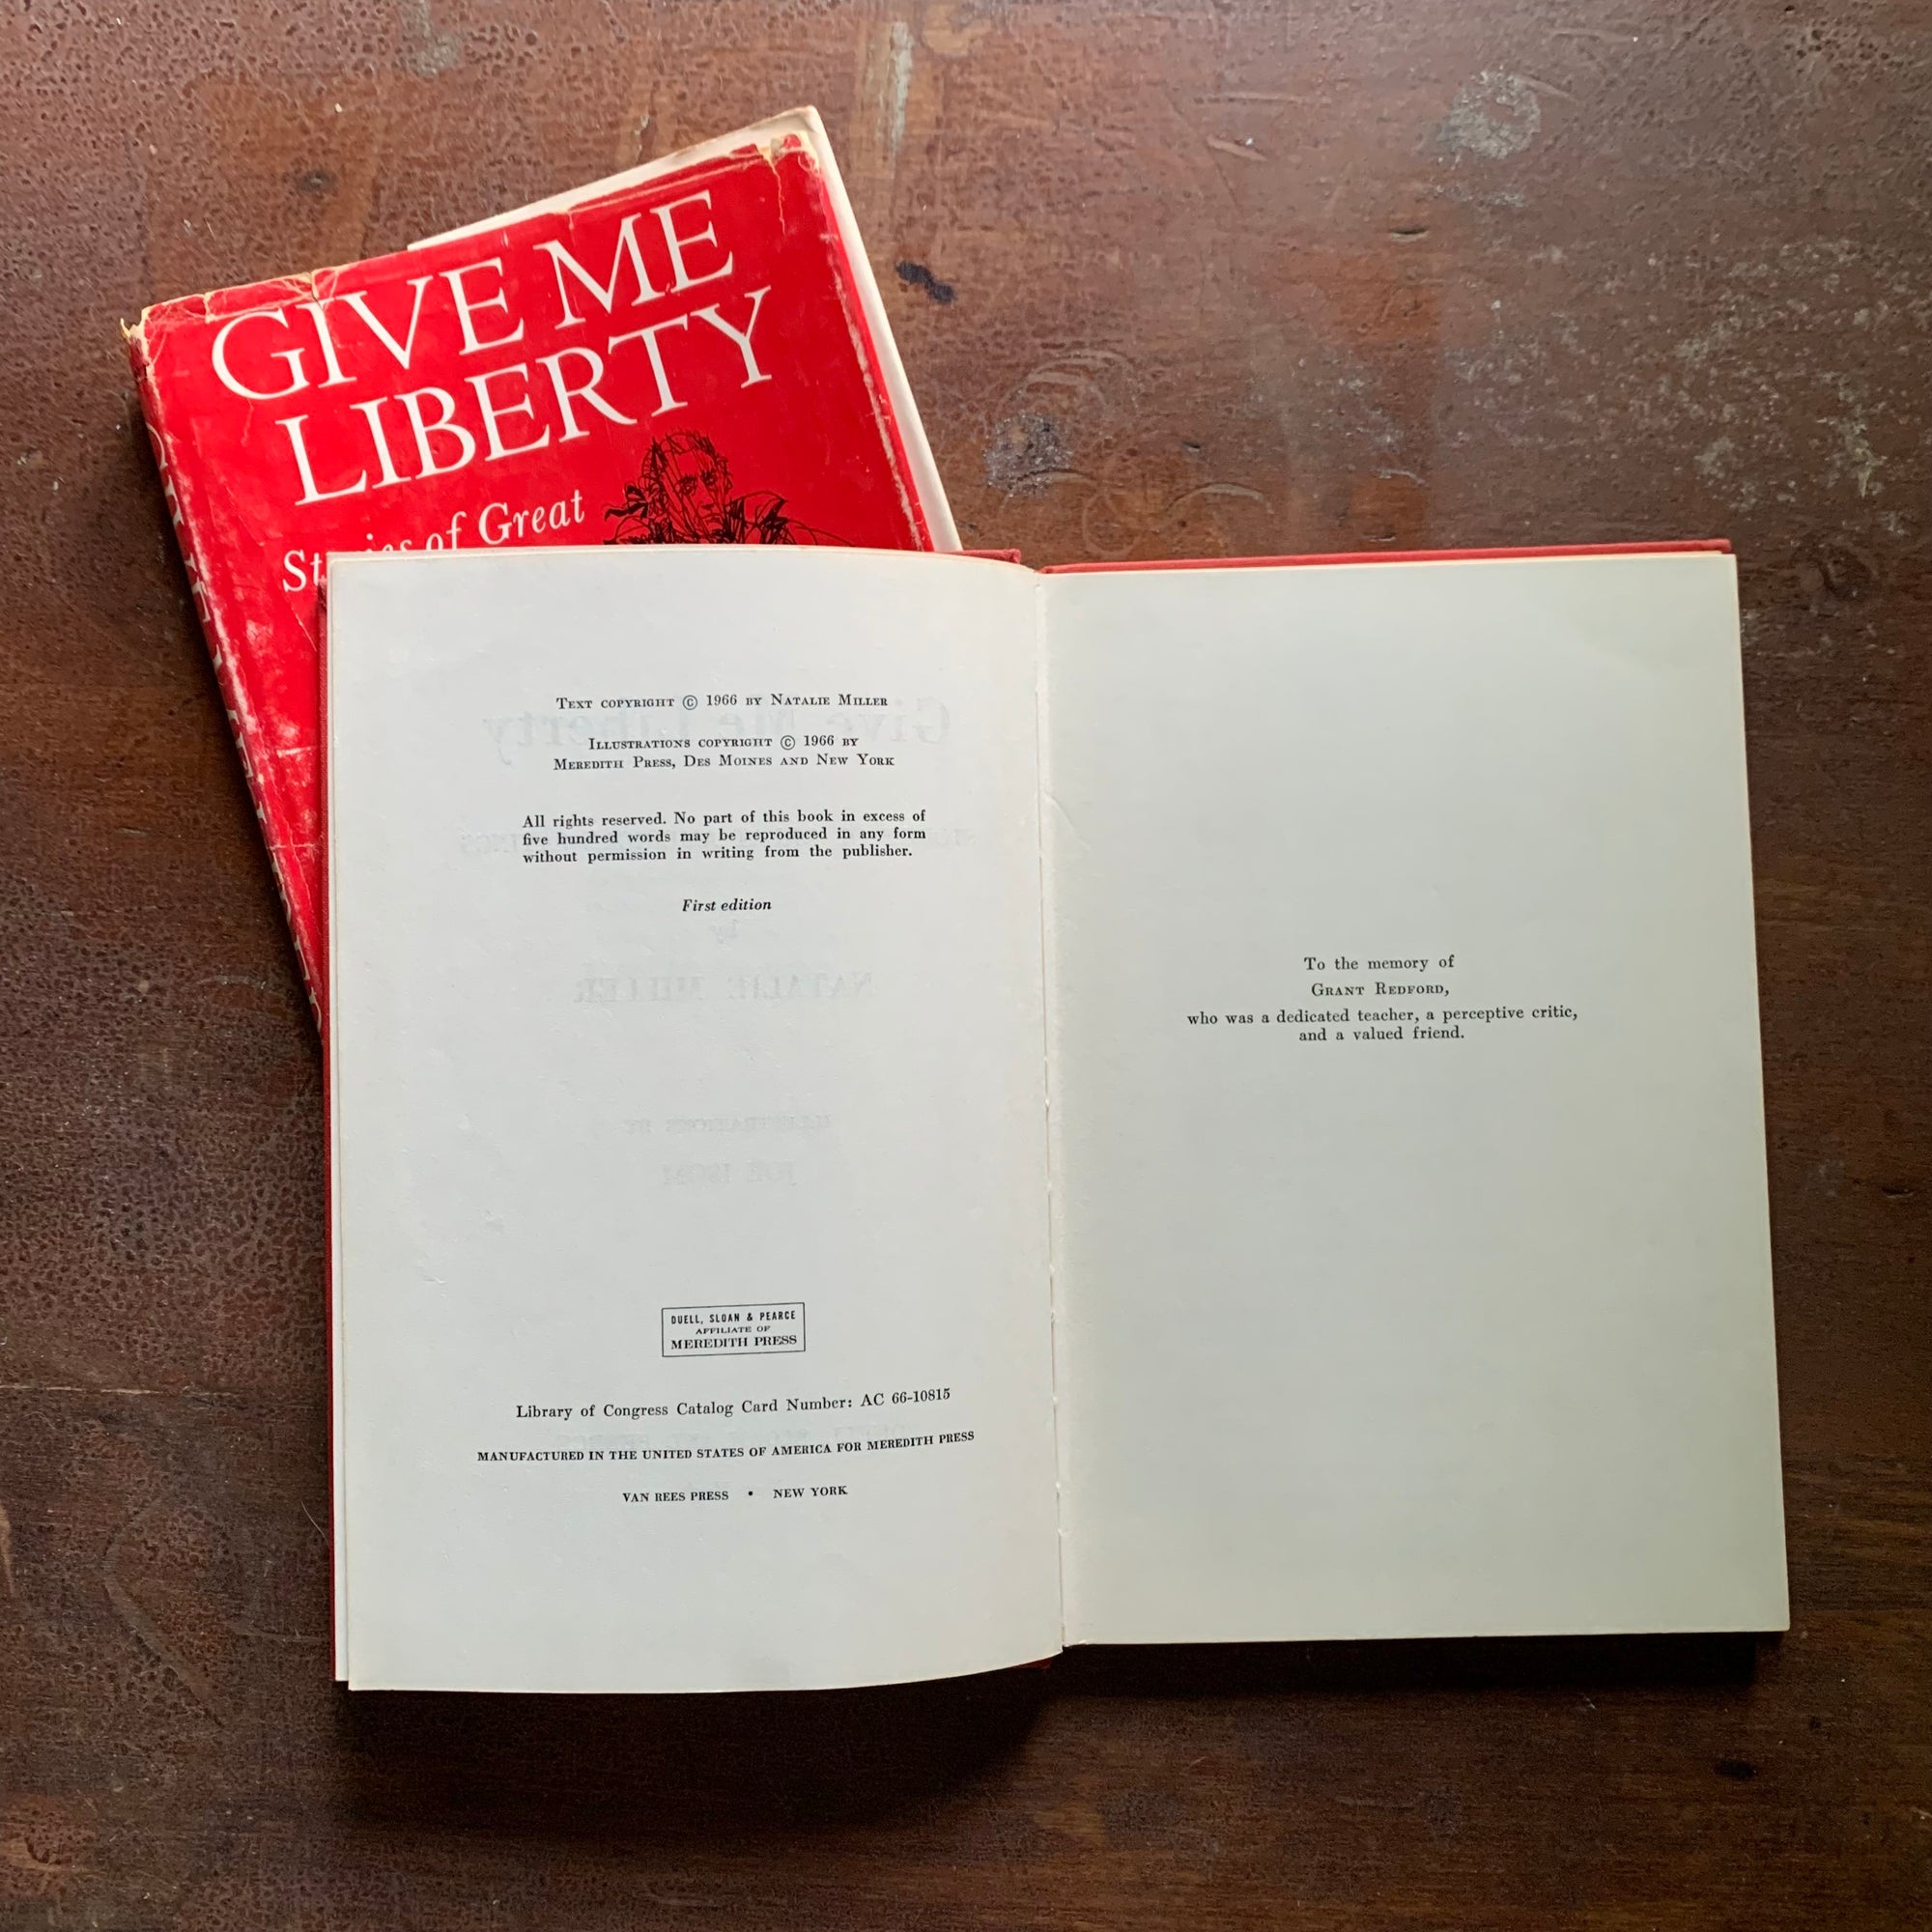 GIVE ME
LIBERTY
Stories of Great
TEXT COPYRIGHT © 1966 BY NATALIE MILLER
ILLUSTRATIONS COPYRIGHT © 1966 BY
MEREDITH PRESS, DES MOINES AND NEW YORK
All rights reserved. No part of this book in excess of
five hundred words may be reproduced in any form
without permission in writing from the publisher.
First edition
DUELL, SLOAN & PEARCE
AFFILIATE OF
MEREDITH PRESS
Library of Congress Catalog Card Number: AC 66-10815
MANUFACTURED IN THE UNITED STATES OF AMERICA FOR MEREDITH PRESS
VAN REES PRESS • NEW YORK
To the memory of
GRANT REDFORD,
who was a dedicated teacher, a perceptive critic,
and a valued friend.